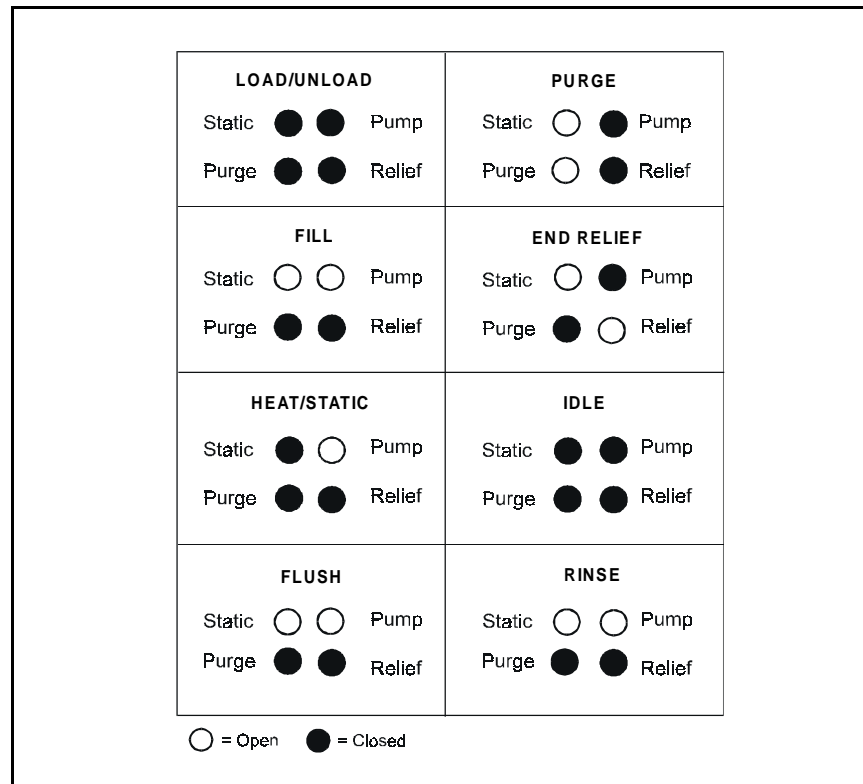 LOAD/UNLOAD
Static Pump
Purge Relief
PURGE
Static Pump
Purge Relief
FILL
Static Pump
Purge Relief
END RELIEF
Static Pump
Purge Relief
HEAT/STATIC
Static Pump
Purge Relief
IDLE
Static Pump
Purge Relief
FLUSH
Static Pump
Purge Relief
RINSE
Static Pump
Purge Relief
= Open = Closed